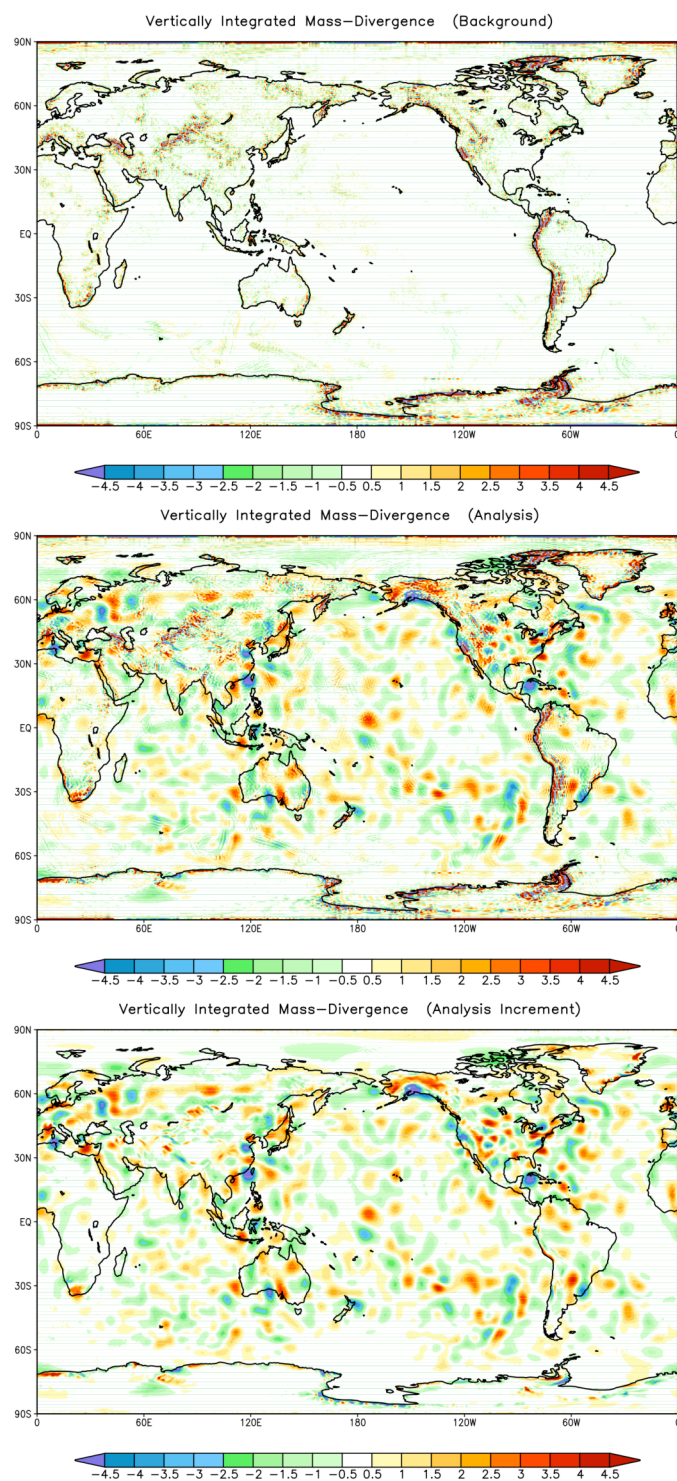 Vertically Integrated Mass-Divergence (Background)
90N
60N
30N
EQ
30S
60S
90S
0 60E 120E 180 120W 60W 0
-4.5 -4 -3.5 -3 -2.5 -2 -1.5 -1 -0.5 0.5 1 1.5 2 2.5 3 3.5 4 4.5
Vertically Integrated Mass-Divergence (Analysis)
90N
60N
30N
EQ
30S
60S
90S
0 60E 120E 180 120W 60W 0
-4.5 -4 -3.5 -3 -2.5 -2 -1.5 -1 -0.5 0.5 1 1.5 2 2.5 3 3.5 4 4.5
Vertically Integrated Mass-Divergence (Analysis Increment)
90N
60N
30N
EQ
30S
60S
90S
0 60E 120E 180 120W 60W 0
-4.5 -4 -3.5 -3 -2.5 -2 -1.5 -1 -0.5 0.5 1 1.5 2 2.5 3 3.5 4 4.5